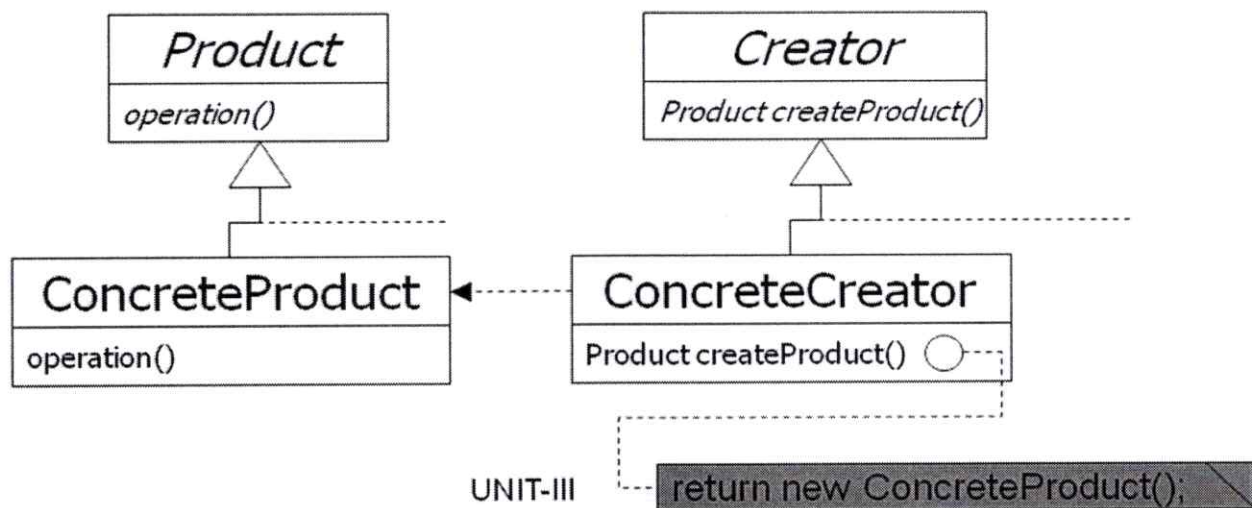 Product
operation()
Creator
Product createProduct()
ConcreteProduct
operation()
ConcreteCreator
Product createProduct()
UNIT-III
return new ConcreteProduct();